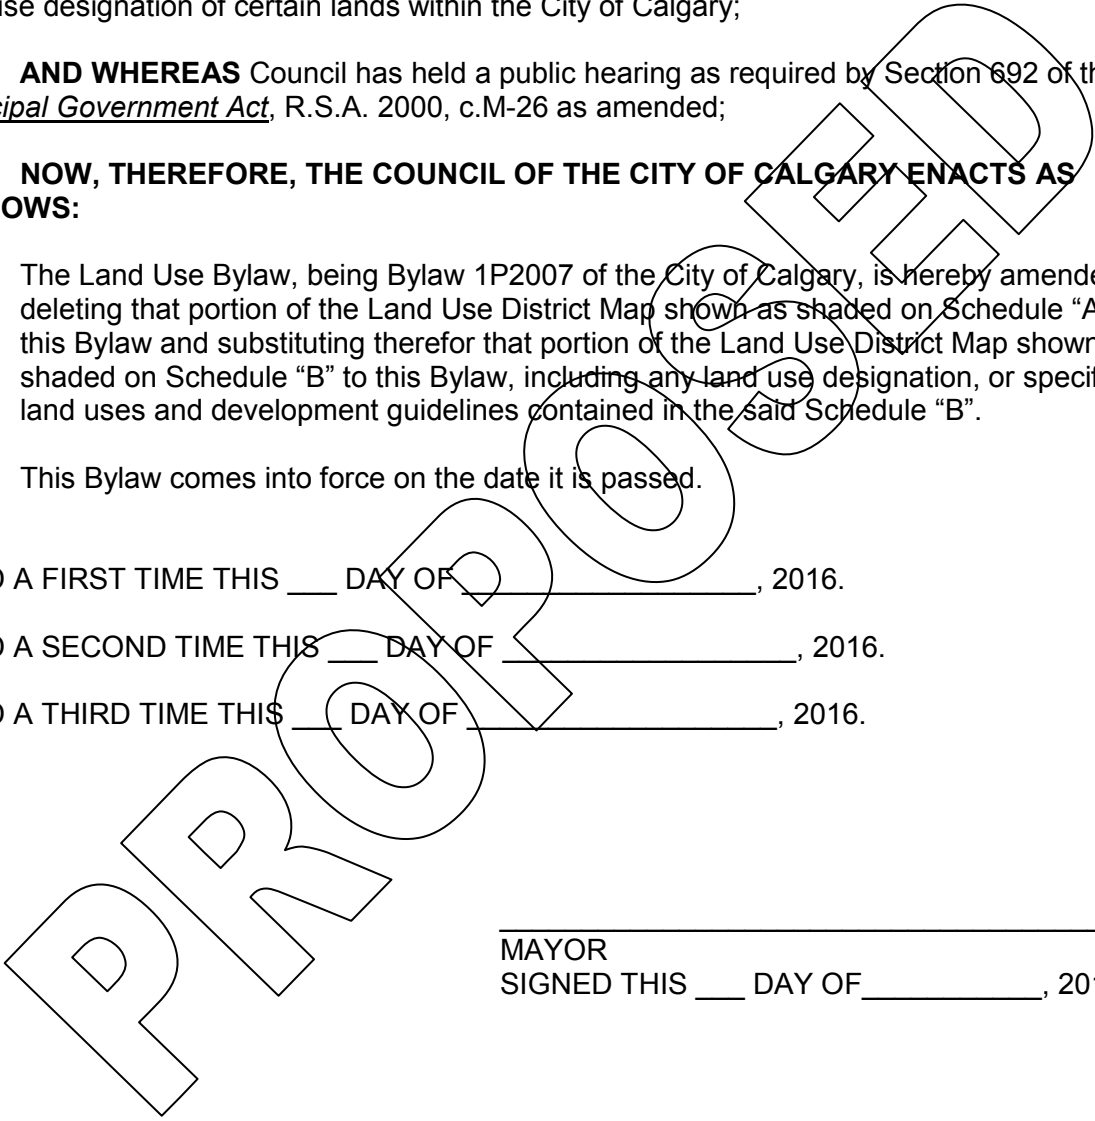 use designation of certain lands within the City of Calgary;
AND WHEREAS Council has held a public hearing as required by Section 692 of th
cipal Government Act, R.S.A. 2000, c.M-26 as amended;
NOW, THEREFORE, THE COUNCIL OF THE CITY OF CALGARY ENACTS AS
OWS:
The Land Use Bylaw, being Bylaw 1P2007 of the City of Calgary, is hereby amende
deleting that portion of the Land Use District Map shown as shaded on Schedule “A
this Bylaw and substituting therefor that portion of the Land Use District Map shown
shaded on Schedule “B” to this Bylaw, including any land use designation, or specif
land uses and development guidelines contained in the said Schedule “B”.
This Bylaw comes into force on the date it is passed.
D A FIRST TIME THIS ___ DAY OF __________________, 2016.
D A SECOND TIME THIS ___ DAY OF __________________, 2016.
D A THIRD TIME THIS ___ DAY OF ___________________, 2016.
MAYOR
SIGNED THIS ___ DAY OF___________, 201
PROPOSED